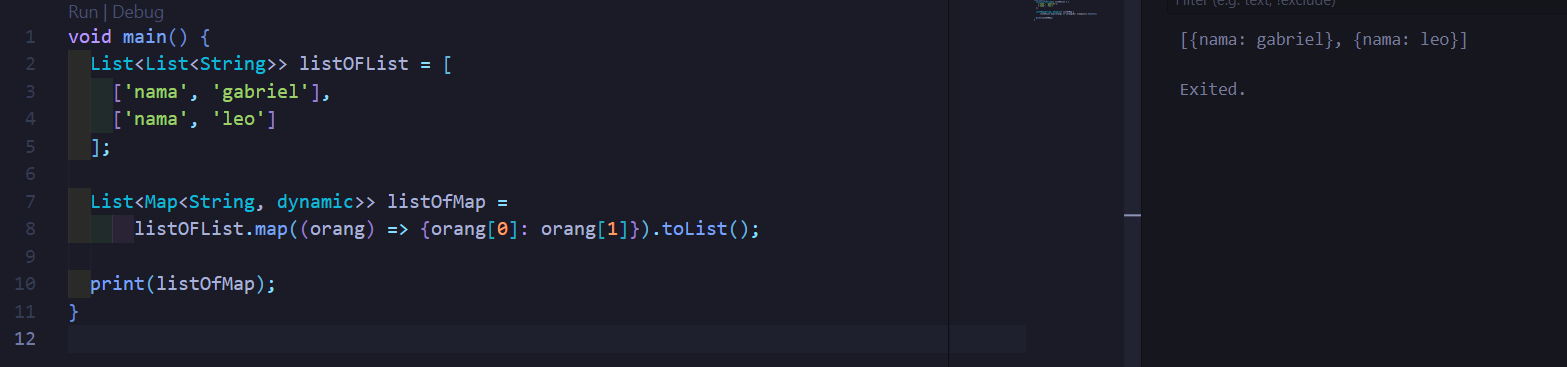 Run | Debug
1 void main() {
2   List<List<String>> listOFList = [
3     ['nama', 'gabriel'],
4     ['nama', 'leo']
5   ];
6
7   List<Map<String, dynamic>> listOfMap =
8       listOFList.map((orang) => {orang[0]: orang[1]}).toList();
9
10   print(listOfMap);
11 }
12
Filter (e.g. text, !exclude)
[{nama: gabriel}, {nama: leo}]
Exited.